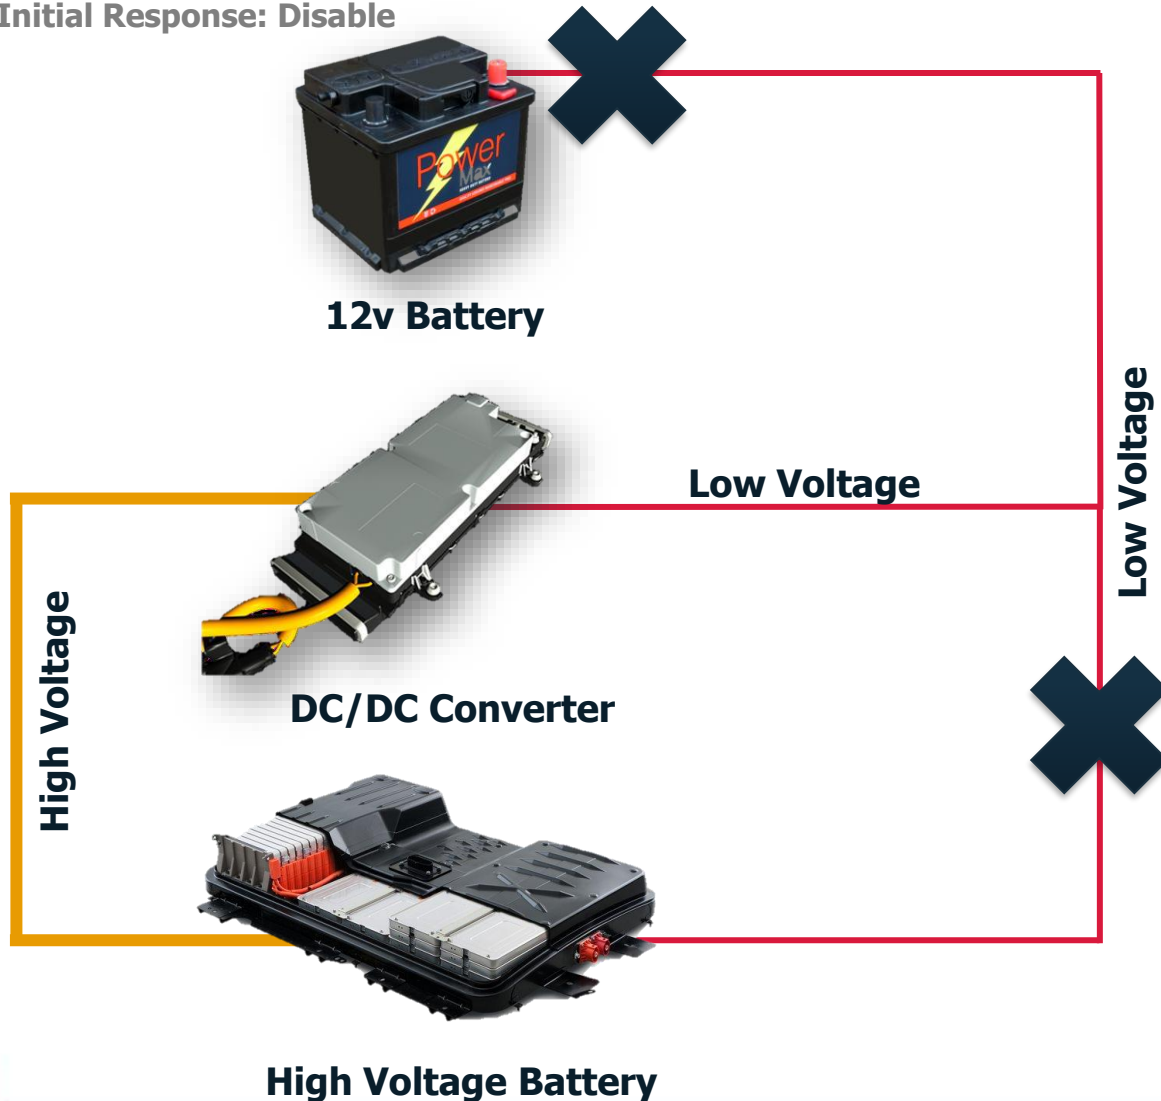 Initial Response: Disable
Power
Max
12v Battery
Low Voltage
Low Voltage
High Voltage
DC/DC Converter
High Voltage Battery